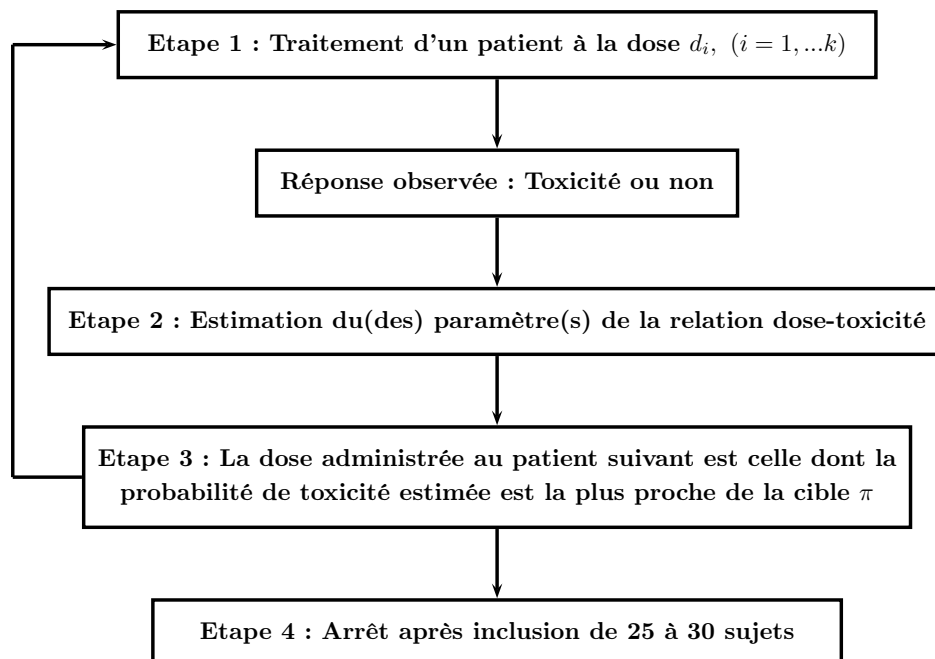 Etape 1 : Traitement d'un patient à la dose d_i, (i = 1, ...k)
Réponse observée : Toxicité ou non
Etape 2 : Estimation du(des) paramètre(s) de la relation dose-toxicité
Etape 3 : La dose administrée au patient suivant est celle dont la
probabilité de toxicité estimée est la plus proche de la cible π
Etape 4 : Arrêt après inclusion de 25 à 30 sujets